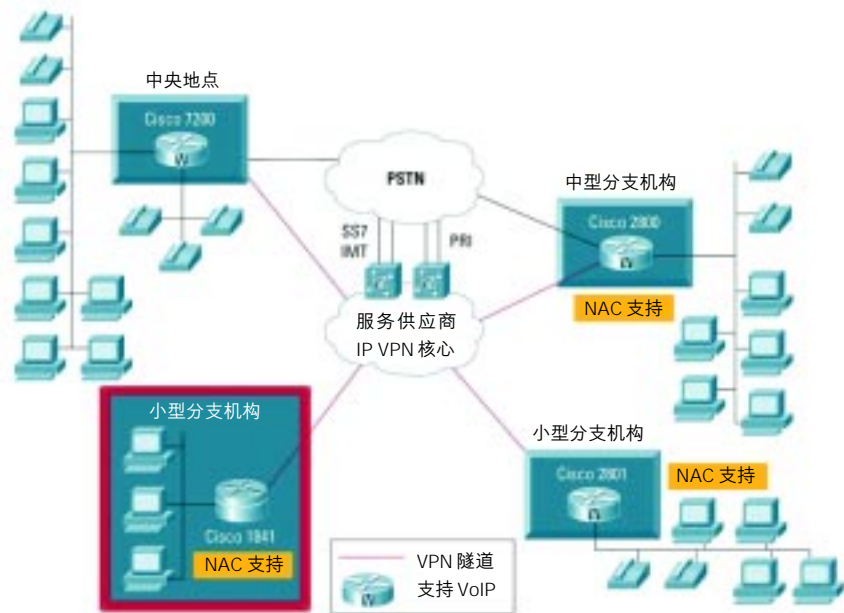 中央地点
Cisco 7200
PSTN
中型分支机构
Cisco 2800
SS7
IMT
PRI
NAC 支持
服务供应商
IP VPN 核心
小型分支机构
Cisco 1841
NAC 支持
小型分支机构
Cisco 2801
NAC 支持
VPN 隧道
支持 VoIP